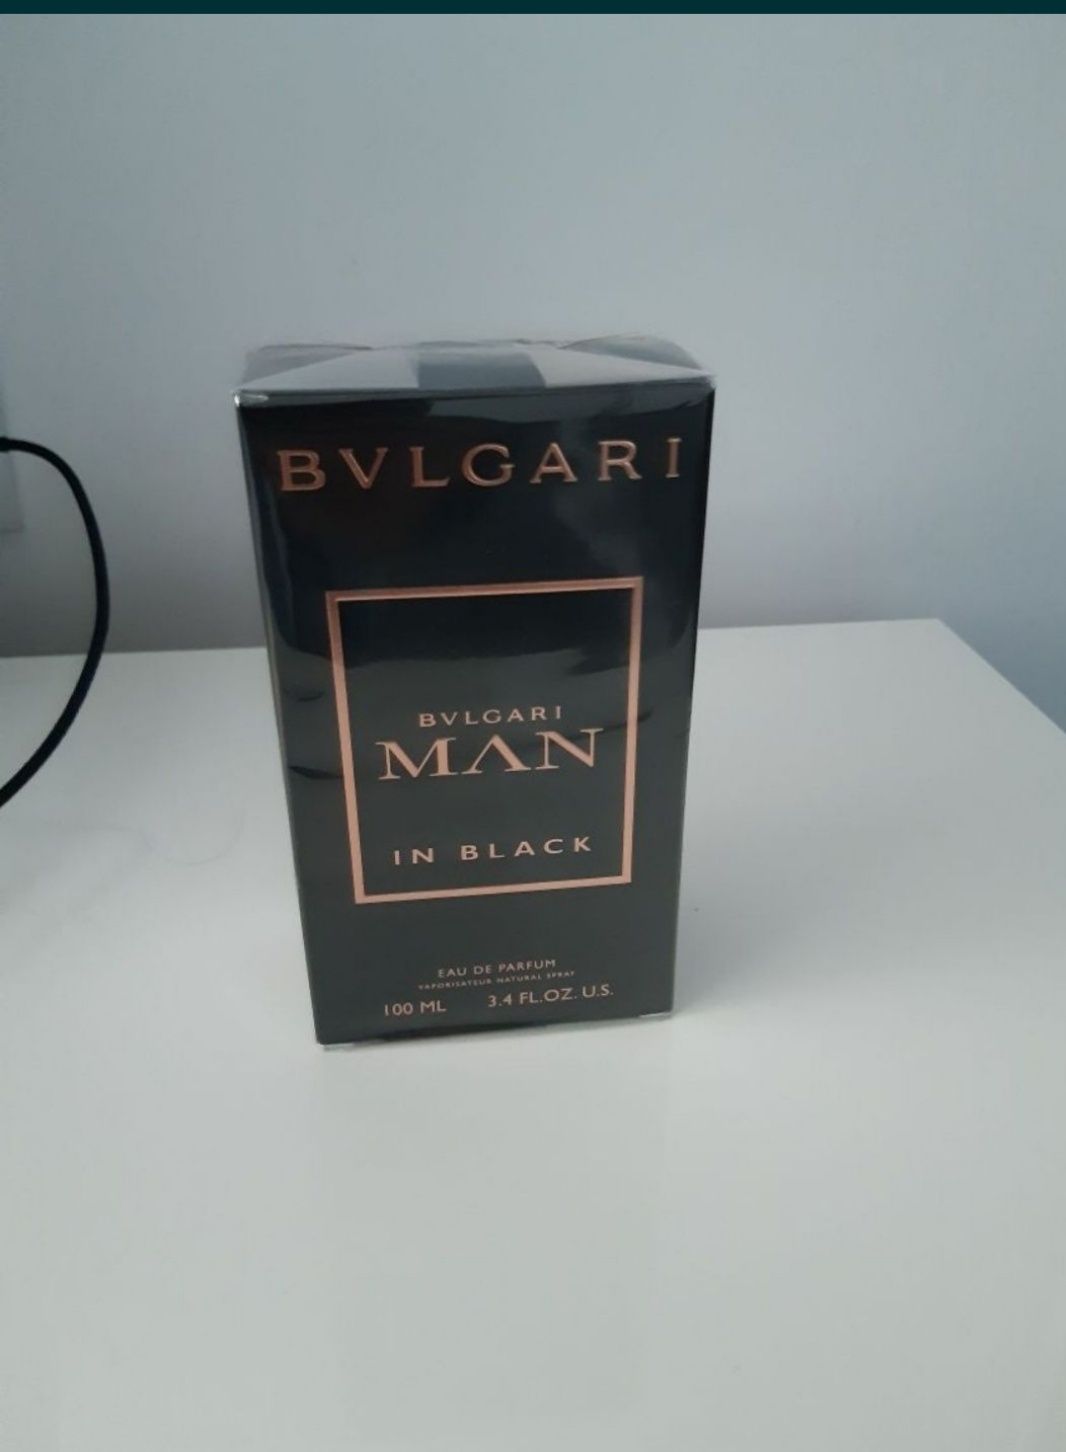 BVLGARI
BVLGARI
MAN
IN BLACK
EAU DE PARFUM
VAPORISATEUR NATURAL SPRAY
100 ML 3.4 FL.OZ. U.S.